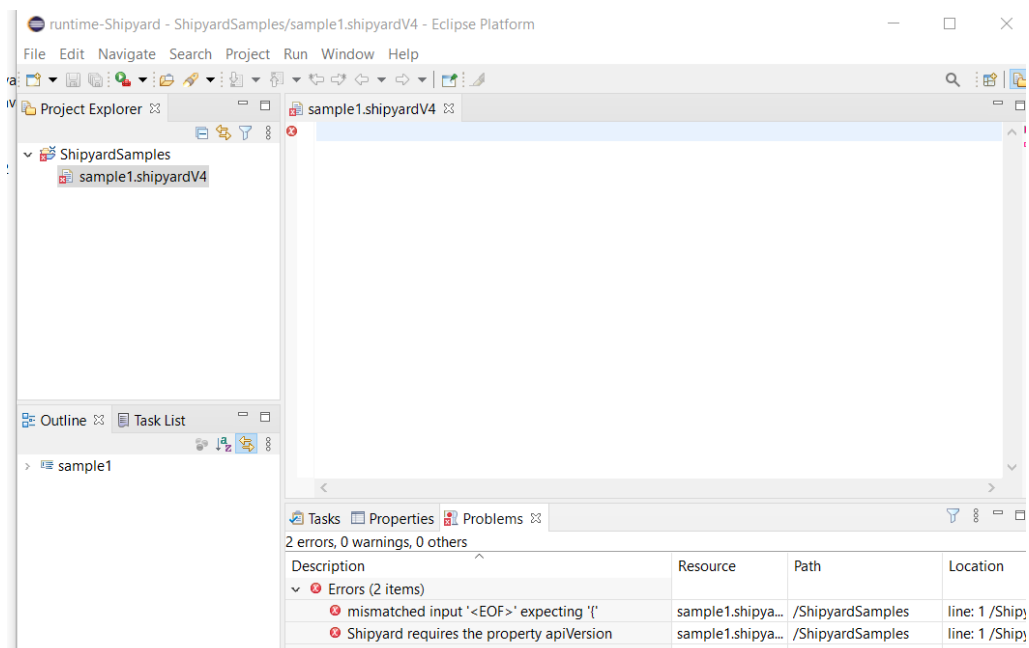 runtime-Shipyard - ShipyardSamples/sample1.shipyardV4 - Eclipse Platform
File Edit Navigate Search Project Run Window Help
Project Explorer
sample1.shipyardV4
ShipyardSamples
sample1.shipyardV4
Outline
Task List
sample1
Tasks
Properties
Problems
2 errors, 0 warnings, 0 others
Description Resource Path Location
Errors (2 items)
mismatched input '<EOF>' expecting '{' sample1.shipya... /ShipyardSamples line: 1 /Shipy
Shipyard requires the property apiVersion sample1.shipya... /ShipyardSamples line: 1 /Shipy